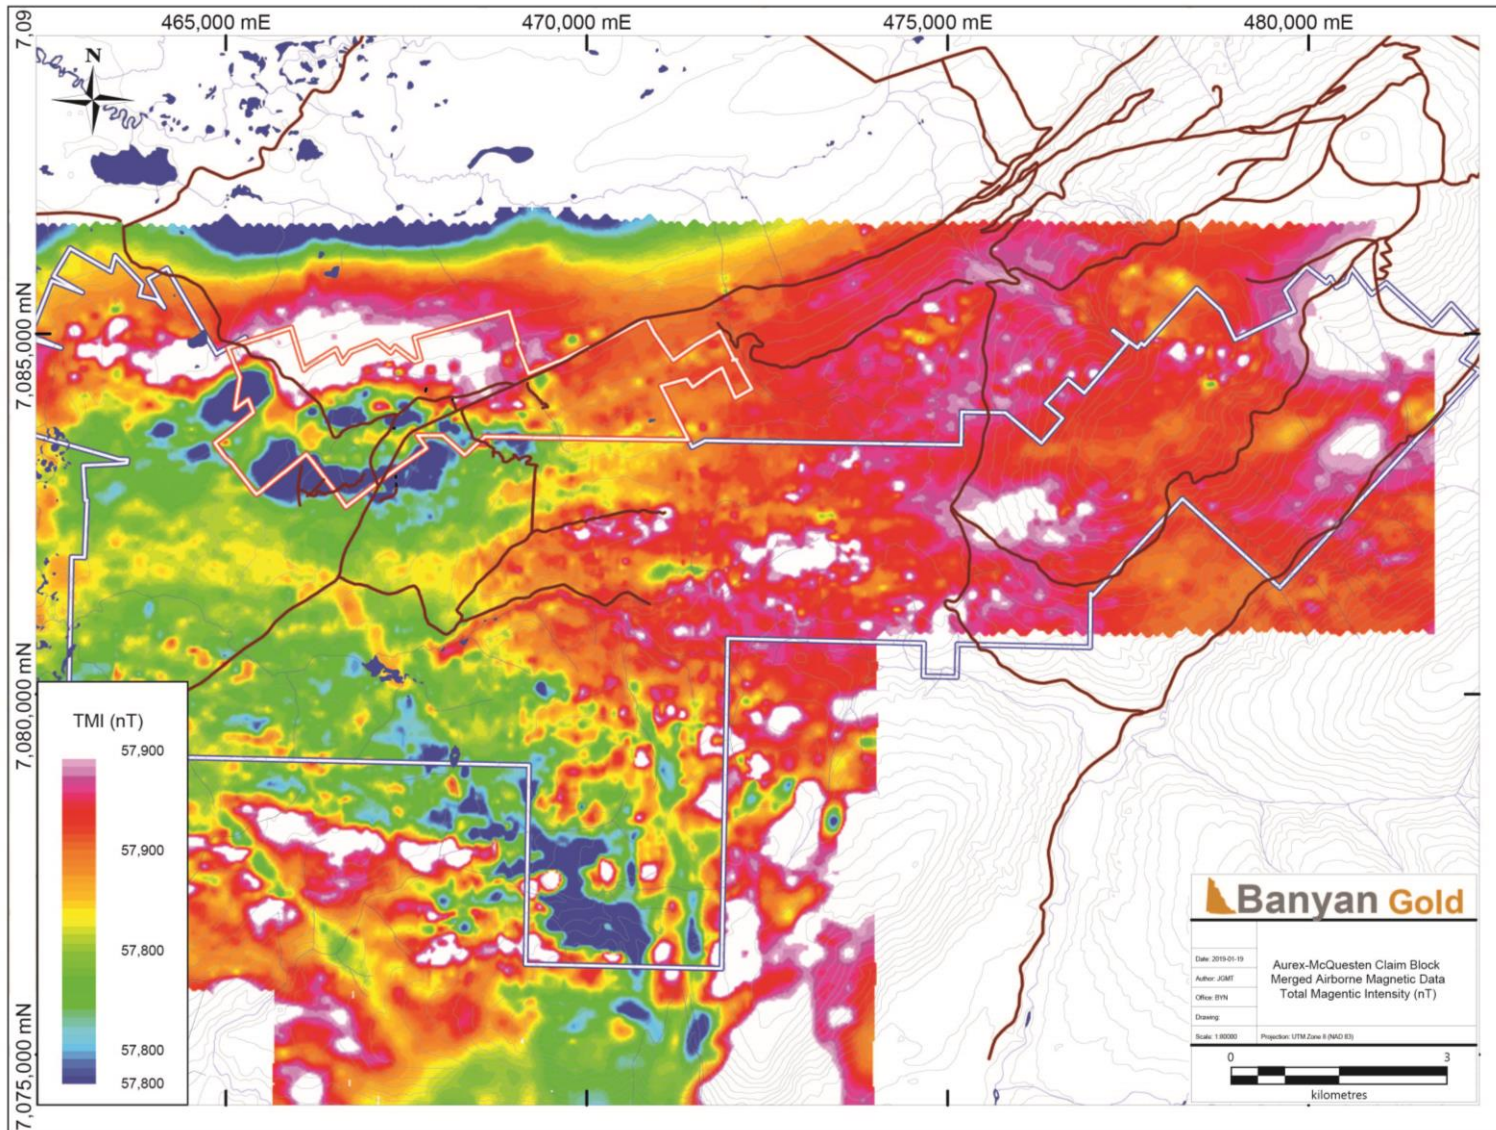 465,000 mE
470,000 mE
475,000 mE
480,000 mE
7,09
N
7,085,000 mN
7,080,000 mN
7,075,000 mN
TMI (nT)
57,900
57,900
57,800
57,800
57,800
Banyan Gold
Date: 2019-01-19
Author: JGMT
Office: BYN
Drawing:
Scale: 1:80080
Projection: UTM Zone 8 (NAD 83)
Aurex-McQuesten Claim Block
Merged Airborne Magnetic Data
Total Magentic Intensity (nT)
0
3
kilometres